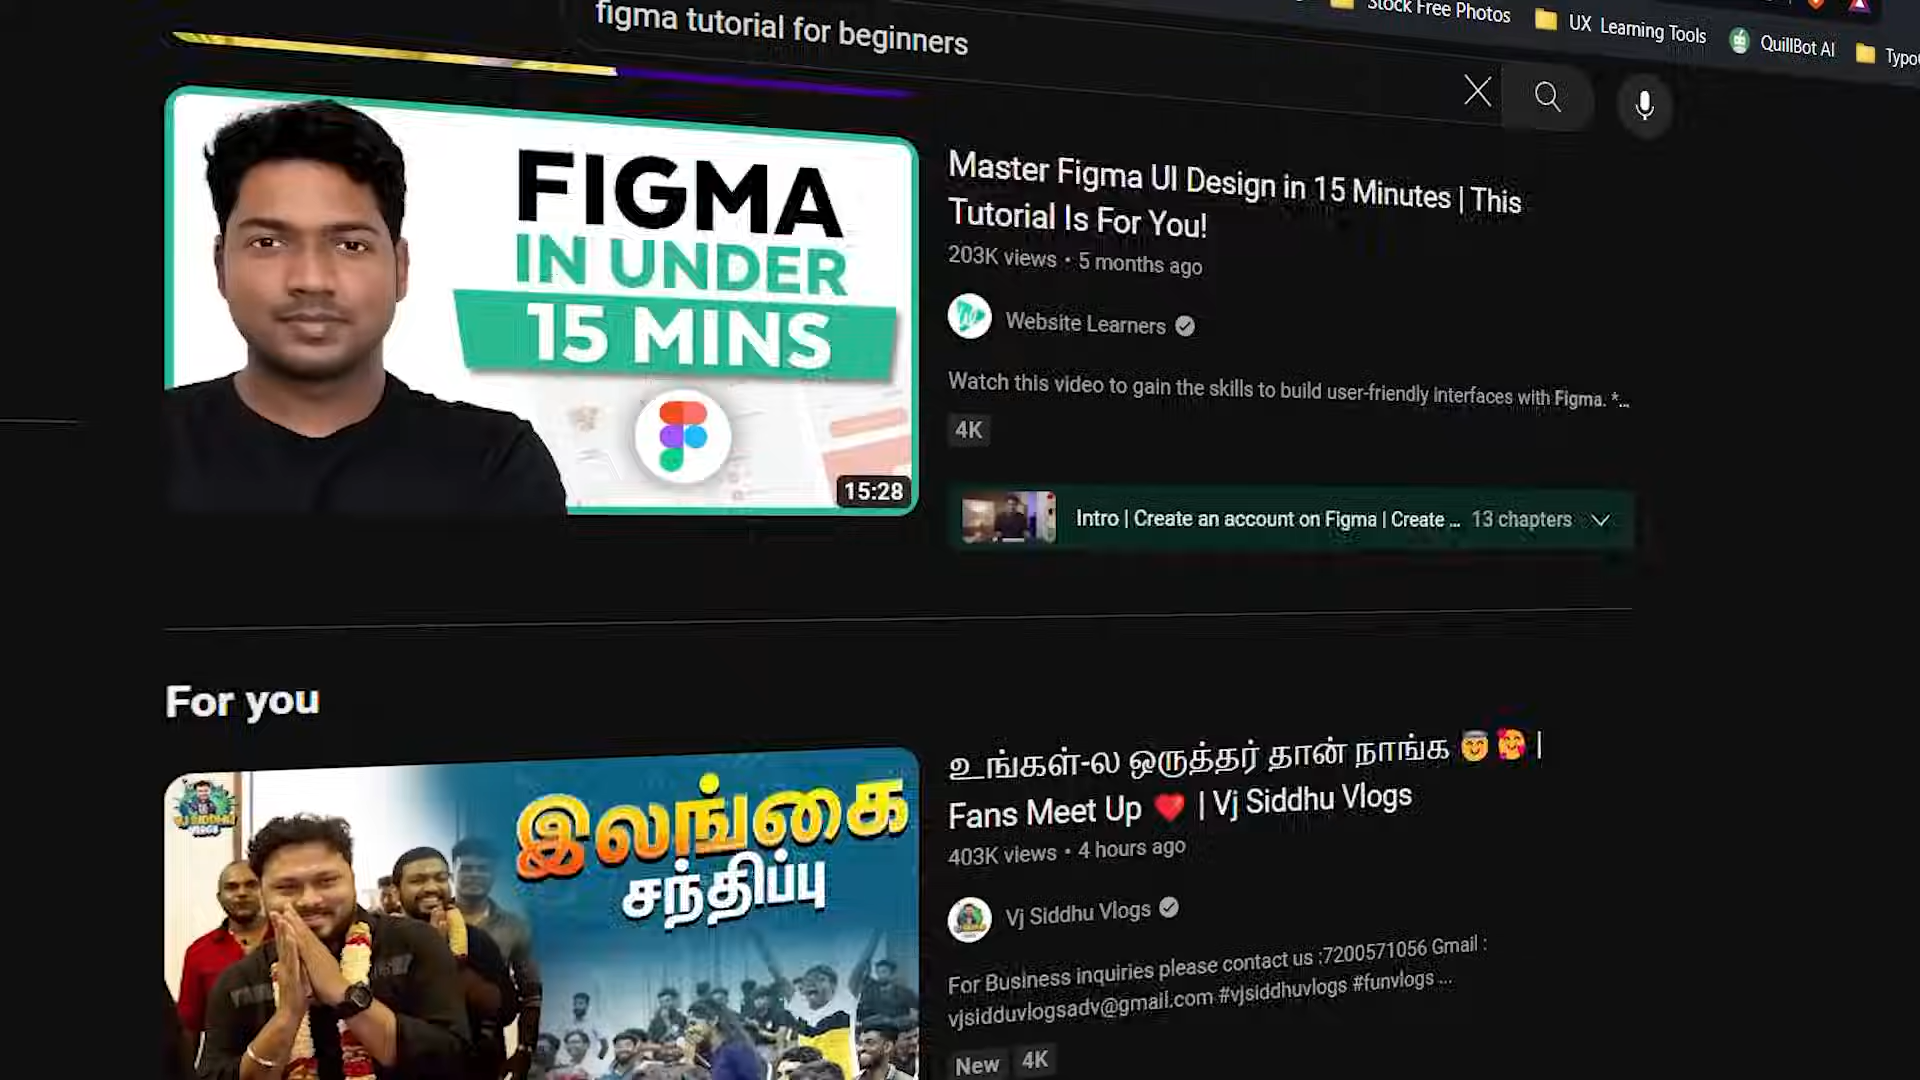 figma tutorial for beginners
Stock Free Photos
UX Learning Tools
QuillBot AI
FIGMA
IN UNDER
15 MINS
15:28
Master Figma UI Design in 15 Minutes | This
Tutorial Is For You!
203K views • 5 months ago
Website Learners
Watch this video to gain the skills to build user-friendly interfaces with Figma. *...
4K
Intro | Create an account on Figma | Create ... 13 chapters
For you
VJ SIDDHU
VLOGS
இலங்கை
சந்திப்பு
உங்கள்-ல ஒருத்தர் தான் நாங்க 😇🥰 |
Fans Meet Up ❤️ | Vj Siddhu Vlogs
403K views • 4 hours ago
Vj Siddhu Vlogs
For Business inquiries please contact us :7200571056 Gmail :
vjsidduvlogsadv@gmail.com #vjsiddhuvlogs #funvlogs ...
New 4K